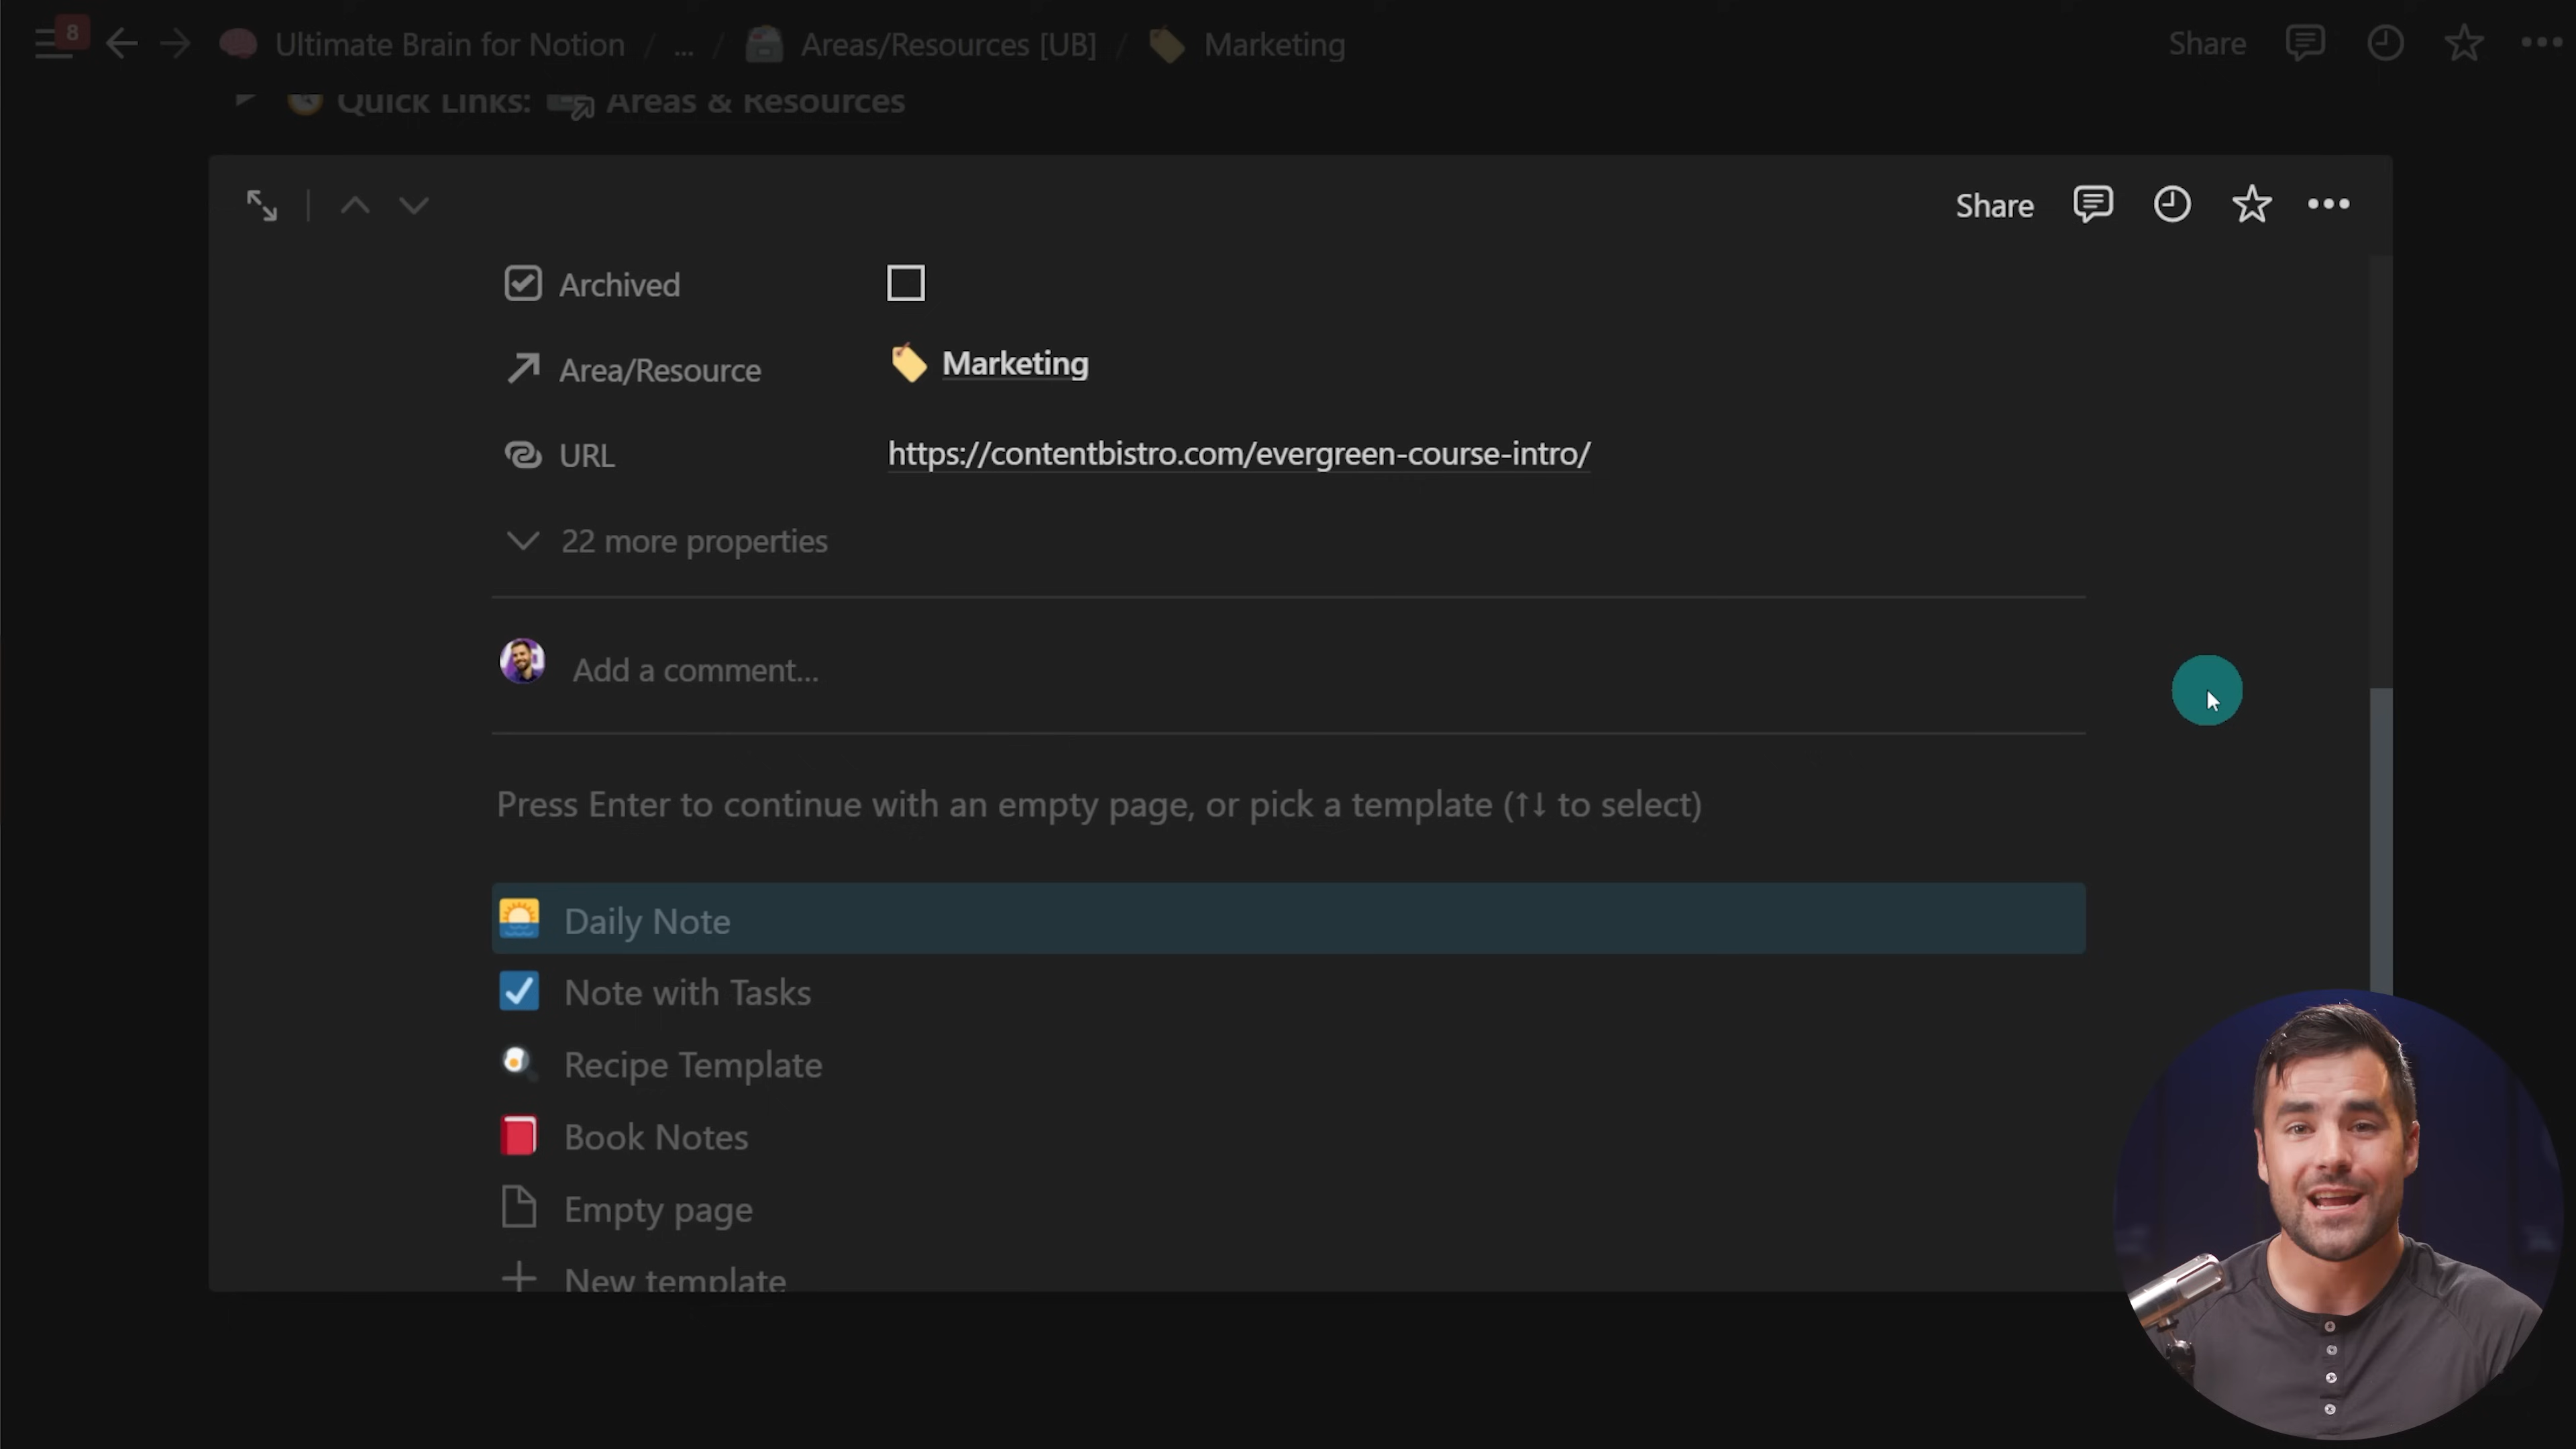 8
Ultimate Brain for Notion / ... / Areas/Resources [UB] / Marketing
Share
Quick Links: Areas & Resources
Share
Archived
Area/Resource Marketing
URL https://contentbistro.com/evergreen-course-intro/
22 more properties
Add a comment...
Press Enter to continue with an empty page, or pick a template (↑↓ to select)
Daily Note
Note with Tasks
Recipe Template
Book Notes
Empty page
New template